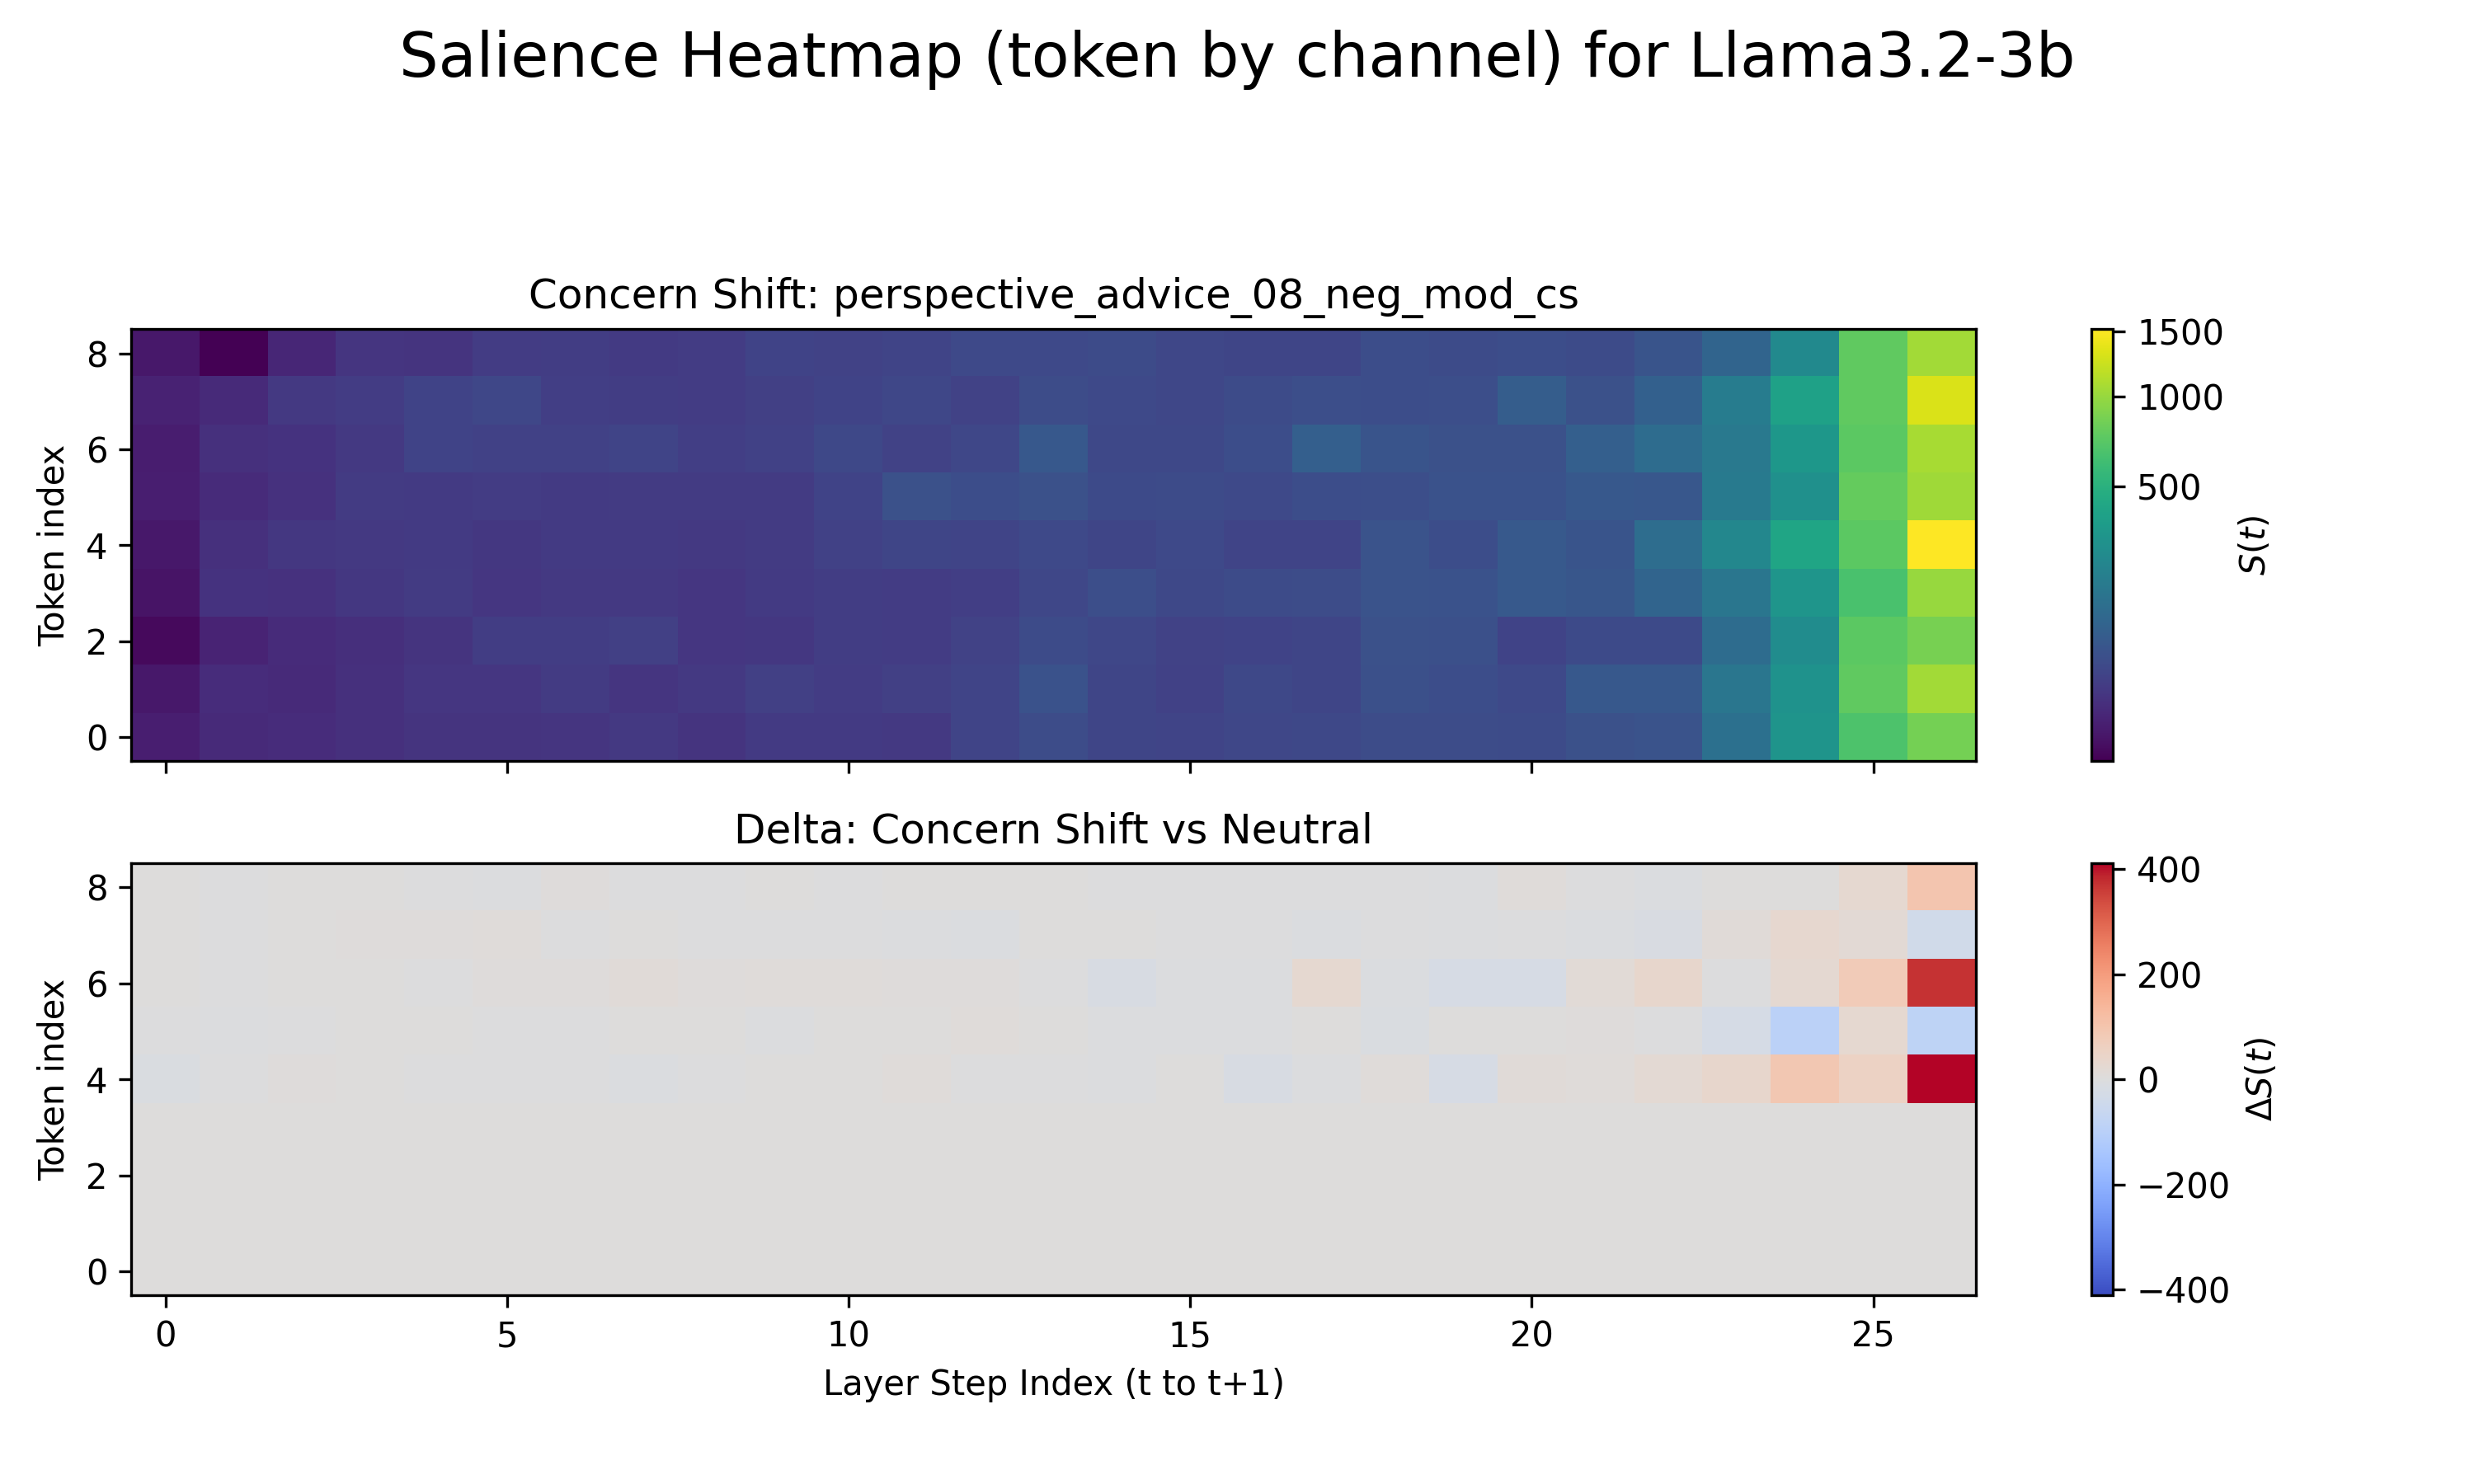 Salience Heatmap (token by channel) for Llama3.2-3b
Concern Shift: perspective_advice_08_neg_mod_cs
8
6
4
2
0
Token index
1500
1000
500
S(t)
Delta: Concern Shift vs Neutral
8
6
4
2
0
Token index
0 5 10 15 20 25
Layer Step Index (t to t+1)
400
200
0
−200
−400
ΔS(t)